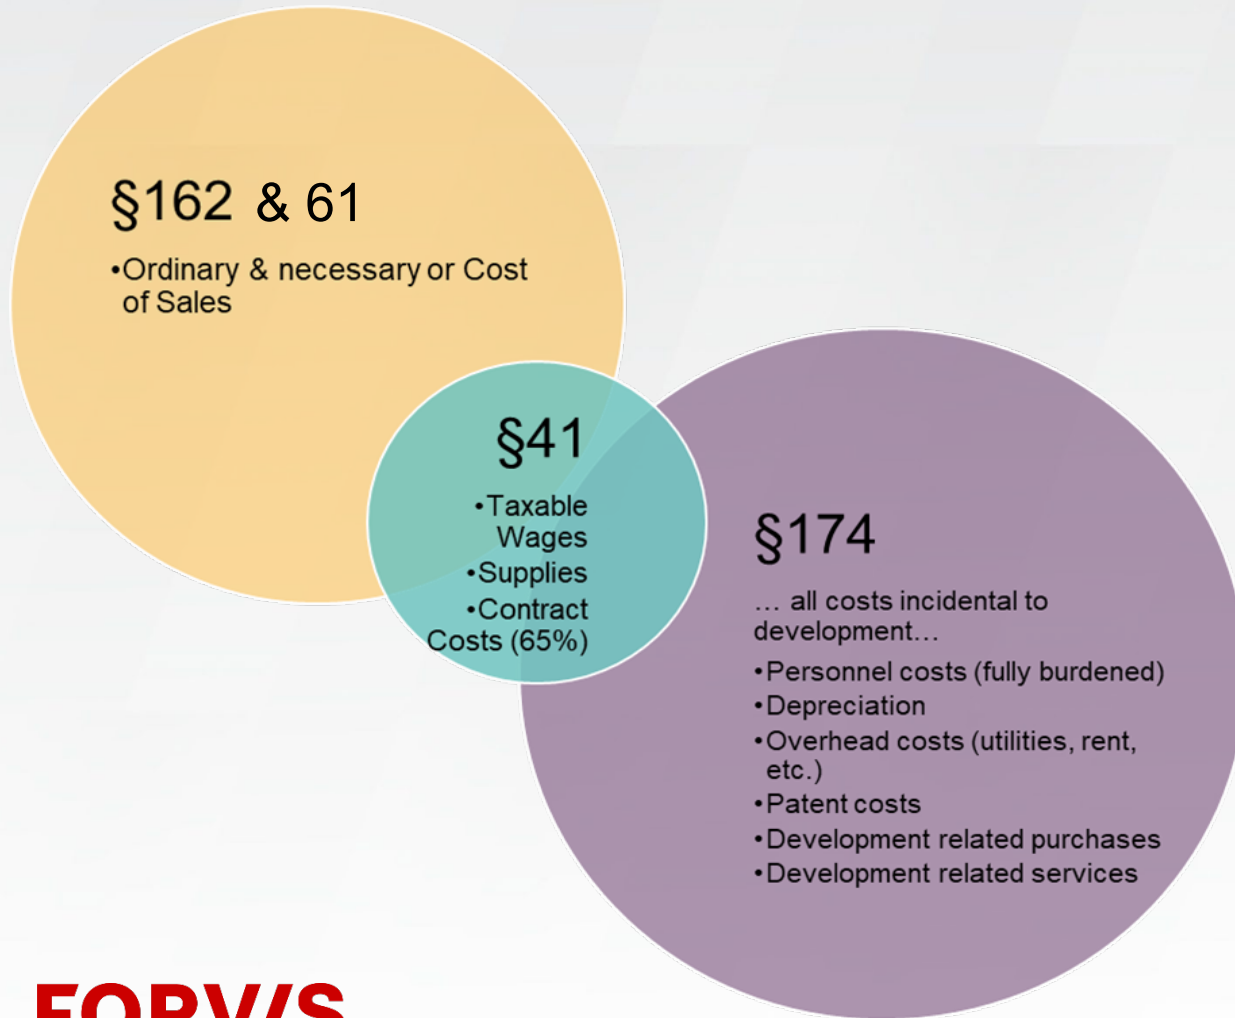 §162 & 61
•Ordinary & necessary or Cost
of Sales
§41
•Taxable
Wages
•Supplies
•Contract
Costs (65%)
§174
… all costs incidental to
development…
•Personnel costs (fully burdened)
•Depreciation
•Overhead costs (utilities, rent,
etc.)
•Patent costs
•Development related purchases
•Development related services
FORV/S